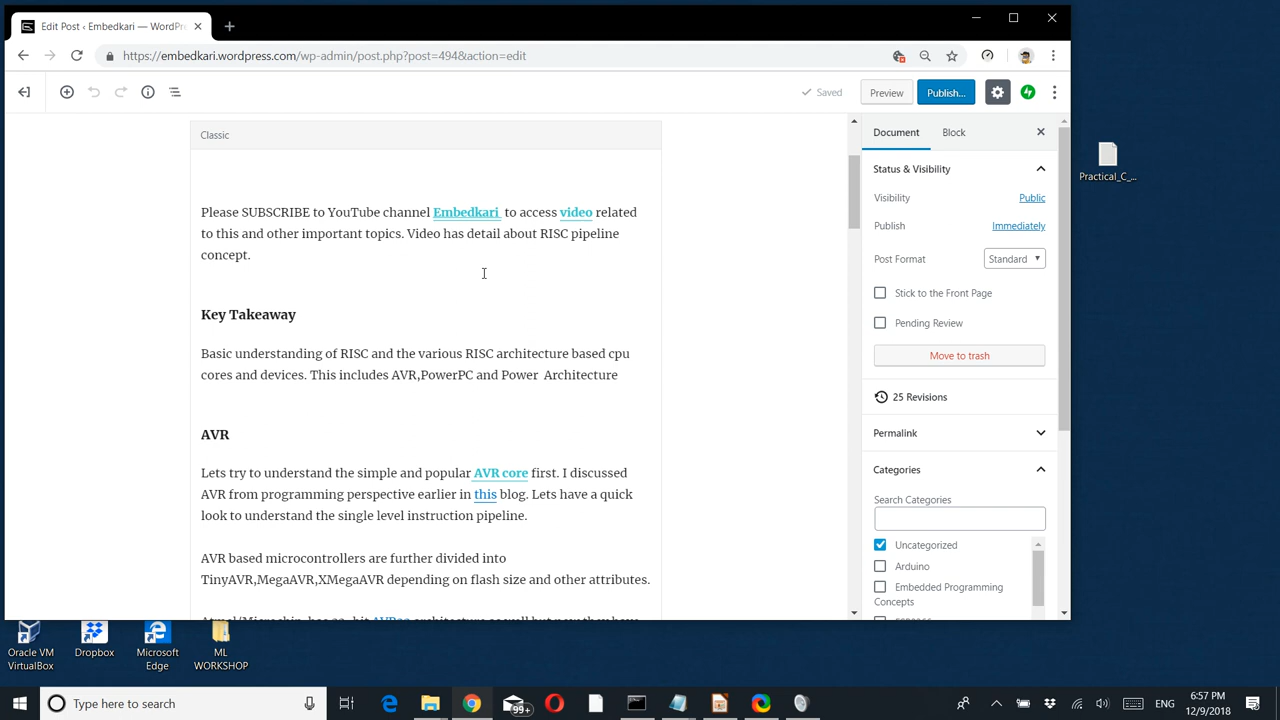 Edit Post ‹ Embedkari — WordPr
https://embedkari.wordpress.com/wp-admin/post.php?post=494&action=edit
Saved
Preview
Publish...
Classic
Please SUBSCRIBE to YouTube channel Embedkari to access video related
to this and other important topics. Video has detail about RISC pipeline
concept.
Key Takeaway
Basic understanding of RISC and the various RISC architecture based cpu
cores and devices. This includes AVR,PowerPC and Power Architecture
AVR
Lets try to understand the simple and popular AVR core first. I discussed
AVR from programming perspective earlier in this blog. Lets have a quick
look to understand the single level instruction pipeline.
AVR based microcontrollers are further divided into
TinyAVR,MegaAVR,XMegaAVR depending on flash size and other attributes.
Document
Block
Status & Visibility
Visibility
Public
Publish
Immediately
Post Format
Standard
Stick to the Front Page
Pending Review
Move to trash
25 Revisions
Permalink
Categories
Search Categories
Uncategorized
Arduino
Embedded Programming
Concepts
Practical_C_...
Oracle VM
VirtualBox
Dropbox
Microsoft
Edge
ML
WORKSHOP
Type here to search
99+
ENG
6:57 PM
12/9/2018